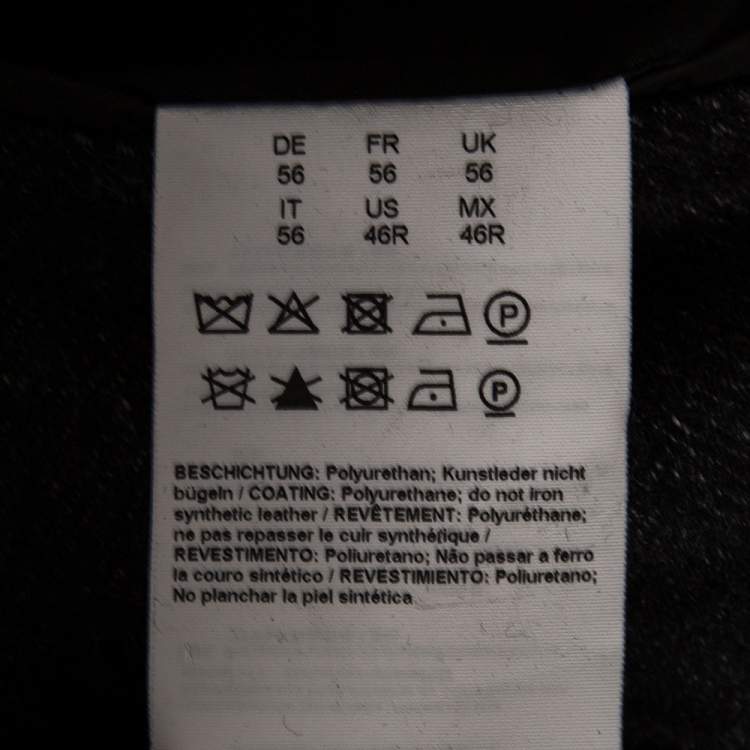 DE FR UK
56 56 56
IT US MX
56 46R 46R
P
P
BESCHICHTUNG: Polyurethan; Kunstleder nicht
bügeln / COATING: Polyurethane; do not iron
synthetic leather / REVÊTEMENT: Polyuréthane;
ne pas repasser le cuir synthétique /
REVESTIMENTO: Poliuretano; Não passar a ferro
la couro sintético / REVESTIMIENTO: Poliuretano;
No planchar la piel sintética